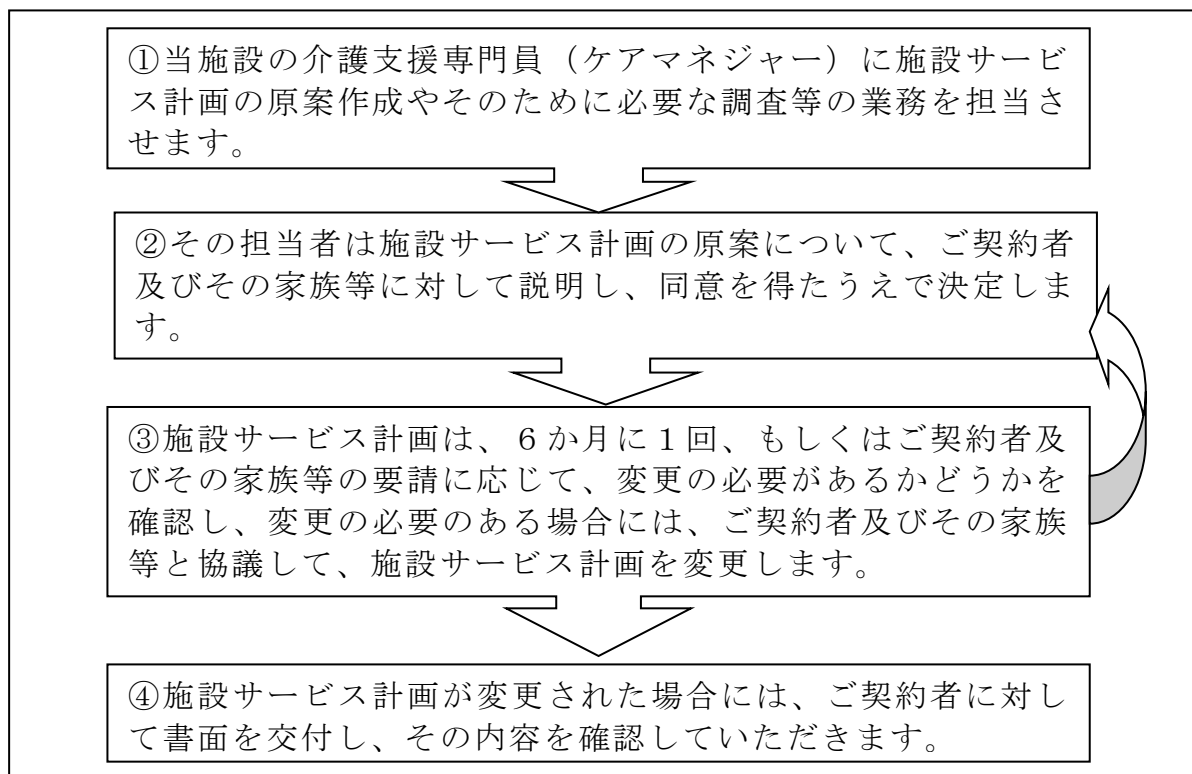 ①当施設の介護支援専門員（ケアマネジャー）に施設サービ
ス計画の原案作成やそのために必要な調査等の業務を担当さ
せます。
②その担当者は施設サービス計画の原案について、ご契約者
及びその家族等に対して説明し、同意を得たうえで決定しま
す。
③施設サービス計画は、６か月に１回、もしくはご契約者及
びその家族等の要請に応じて、変更の必要があるかどうかを
確認し、変更の必要のある場合には、ご契約者及びその家族
等と協議して、施設サービス計画を変更します。
④施設サービス計画が変更された場合には、ご契約者に対し
て書面を交付し、その内容を確認していただきます。